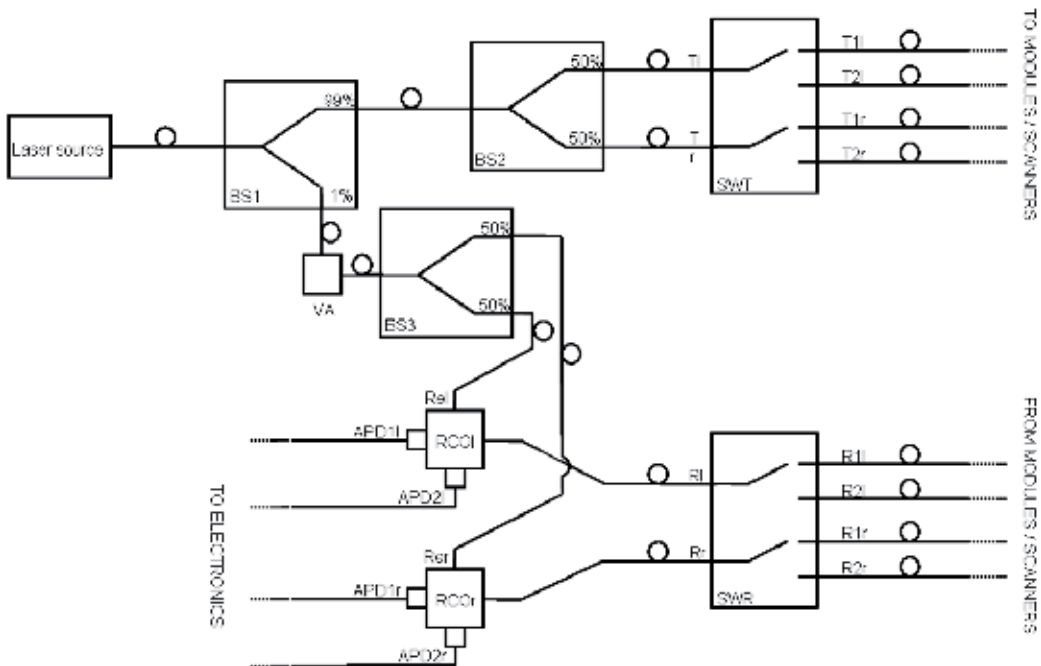 Laser source
99%
1%
BS1
50%
50%
BS2
Tl
T
r
SWT
T1l
T2l
T1r
T2r
TO MODULES / SCANNERS
VA
50%
50%
BS3
Rel
APD1l
RCOl
APD2l
Rer
APD1r
RCOr
APD2r
TO ELECTRONICS
Rl
Rr
SWR
R1l
R2l
R1r
R2r
FROM MODULES / SCANNERS